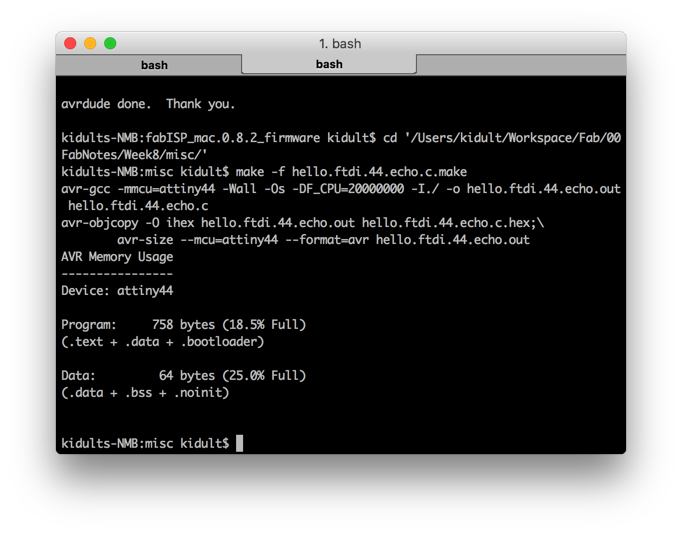 1. bash
bash bash
avrdude done.  Thank you.
kidults-NMB:fabISP_mac.0.8.2_firmware kidult$ cd '/Users/kidult/Workspace/Fab/00
FabNotes/Week8/misc/'
kidults-NMB:misc kidult$ make -f hello.ftdi.44.echo.c.make
avr-gcc -mmcu=attiny44 -Wall -Os -DF_CPU=20000000 -I./ -o hello.ftdi.44.echo.out
 hello.ftdi.44.echo.c
avr-objcopy -O ihex hello.ftdi.44.echo.out hello.ftdi.44.echo.c.hex;\
        avr-size --mcu=attiny44 --format=avr hello.ftdi.44.echo.out
AVR Memory Usage
----------------
Device: attiny44
Program:     758 bytes (18.5% Full)
(.text + .data + .bootloader)
Data:         64 bytes (25.0% Full)
(.data + .bss + .noinit)
kidults-NMB:misc kidult$